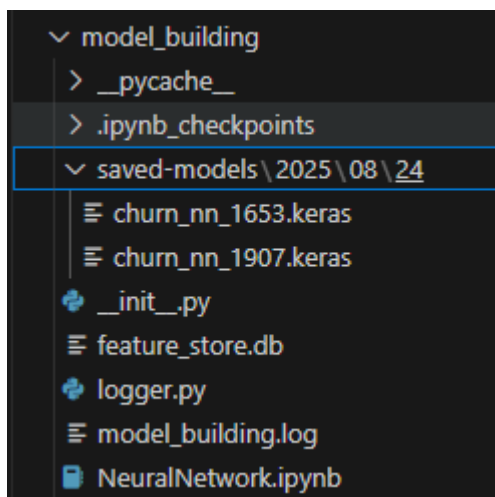 model_building
__pycache__
.ipynb_checkpoints
saved-models\2025\08\24
churn_nn_1653.keras
churn_nn_1907.keras
__init__.py
feature_store.db
logger.py
model_building.log
NeuralNetwork.ipynb